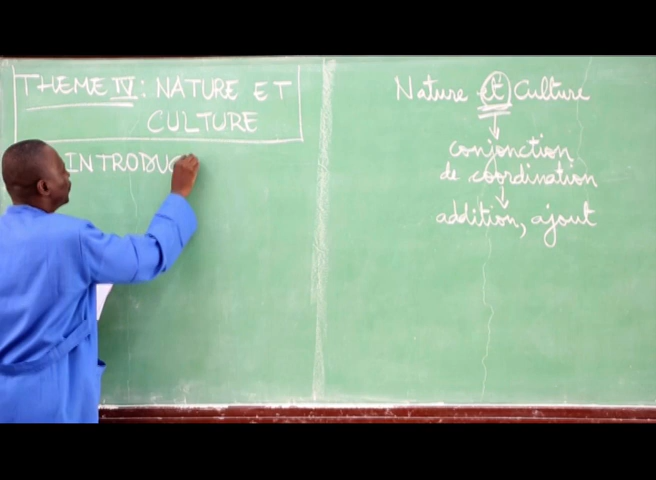 THEME IV : NATURE ET
CULTURE
INTRODUC
Nature et Culture
conjonction
de coordination
addition, ajout